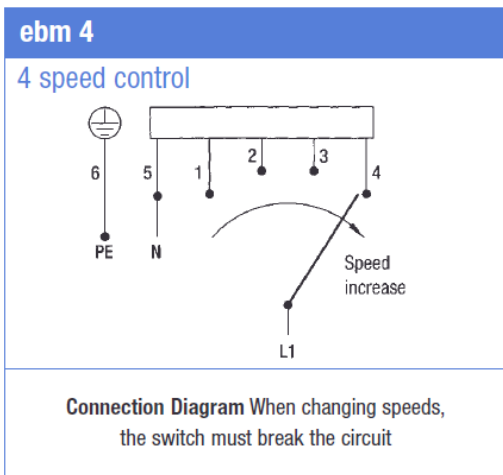 ebm 4
4 speed control
6 5 1 2 3 4
PE N
Speed
increase
L1
Connection Diagram When changing speeds,
the switch must break the circuit